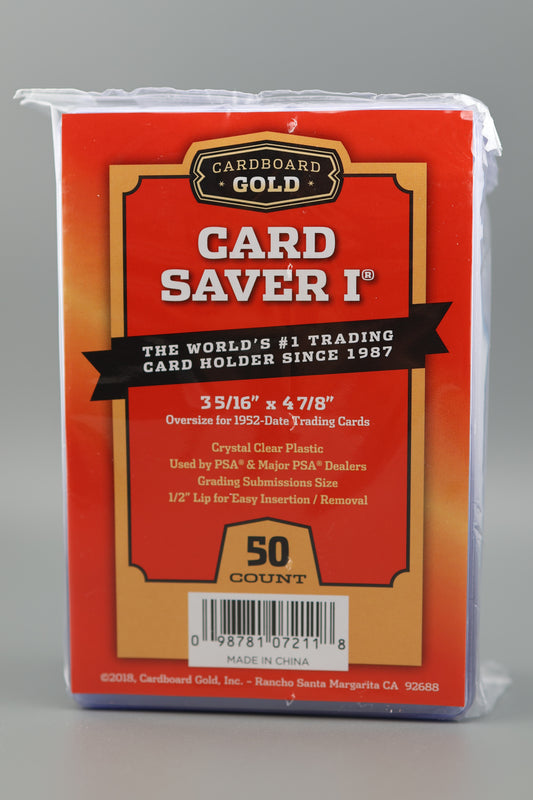 CARDBOARD
GOLD
CARD
SAVER I®
THE WORLD'S #1 TRADING
CARD HOLDER SINCE 1987
3 5/16" x 4 7/8"
Oversize for 1952-Date Trading Cards
Crystal Clear Plastic
Used by PSA® & Major PSA® Dealers
Grading Submissions Size
1/2" Lip for Easy Insertion / Removal
50
COUNT
0 98781 07211 8
MADE IN CHINA
©2018, Cardboard Gold, Inc. – Rancho Santa Margarita CA 92688